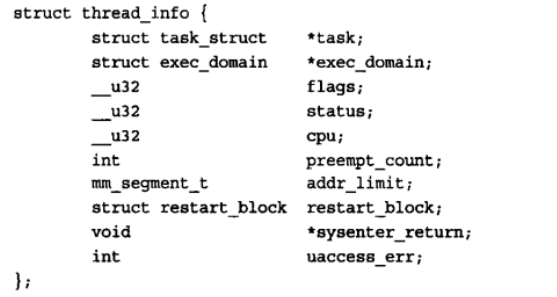 struct thread_info {
struct task_struct *task;
struct exec_domain *exec_domain;
__u32 flags;
__u32 status;
__u32 cpu;
int preempt_count;
mm_segment_t addr_limit;
struct restart_block restart_block;
void *sysenter_return;
int uaccess_err;
};